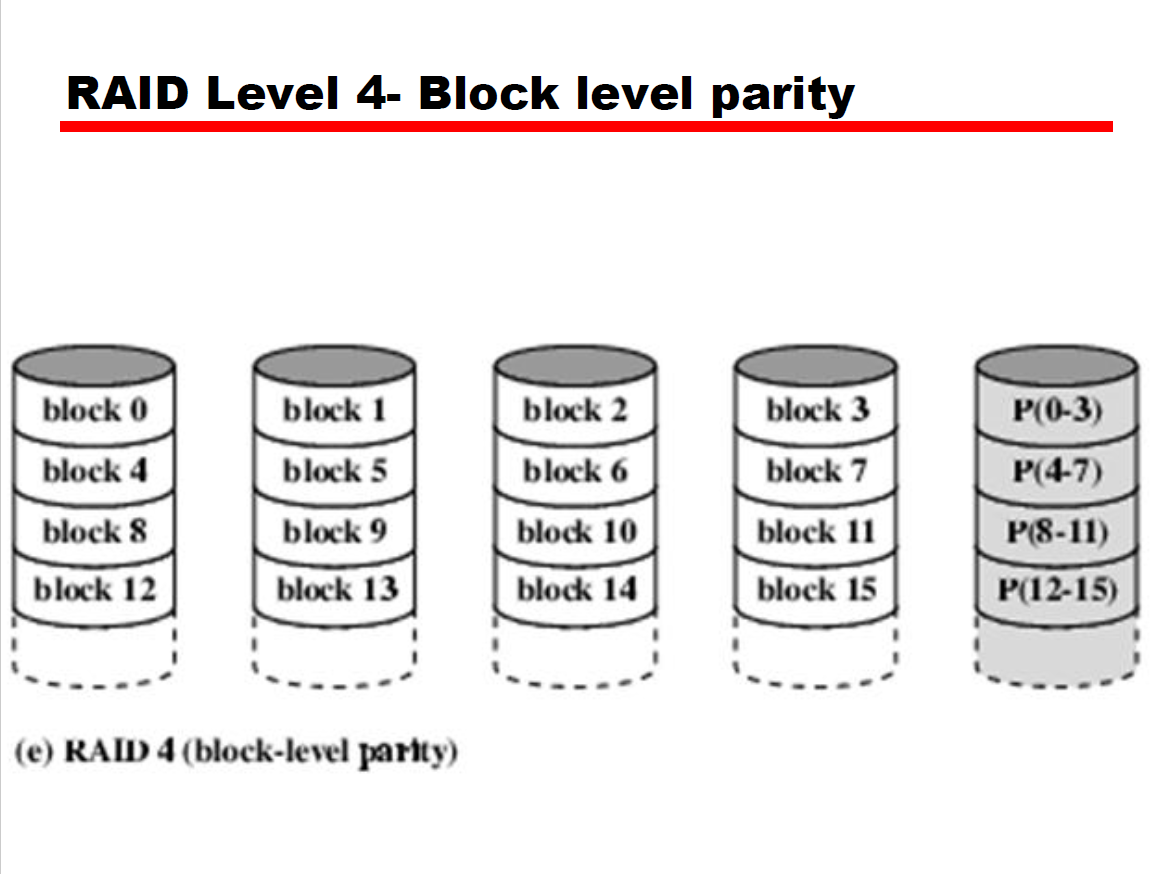 RAID Level 4- Block level parity
block 0 block 1 block 2 block 3 P(0-3)
block 4 block 5 block 6 block 7 P(4-7)
block 8 block 9 block 10 block 11 P(8-11)
block 12 block 13 block 14 block 15 P(12-15)
(e) RAID 4 (block-level parity)